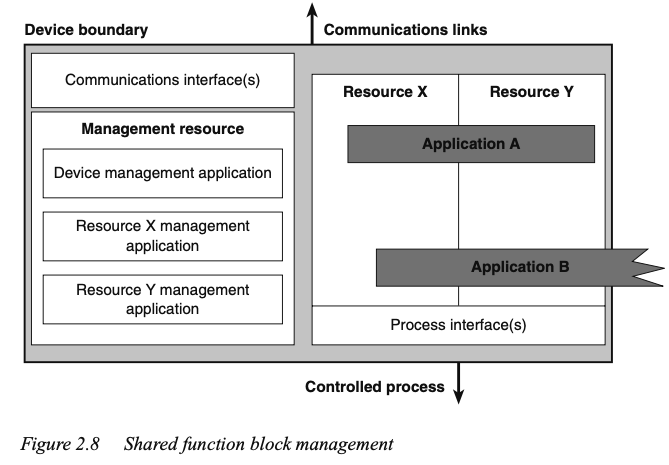 Device boundary
Communications links
Communications interface(s)
Management resource
Device management application
Resource X management
application
Resource Y management
application
Resource X
Resource Y
Application A
Application B
Process interface(s)
Controlled process
Figure 2.8 Shared function block management